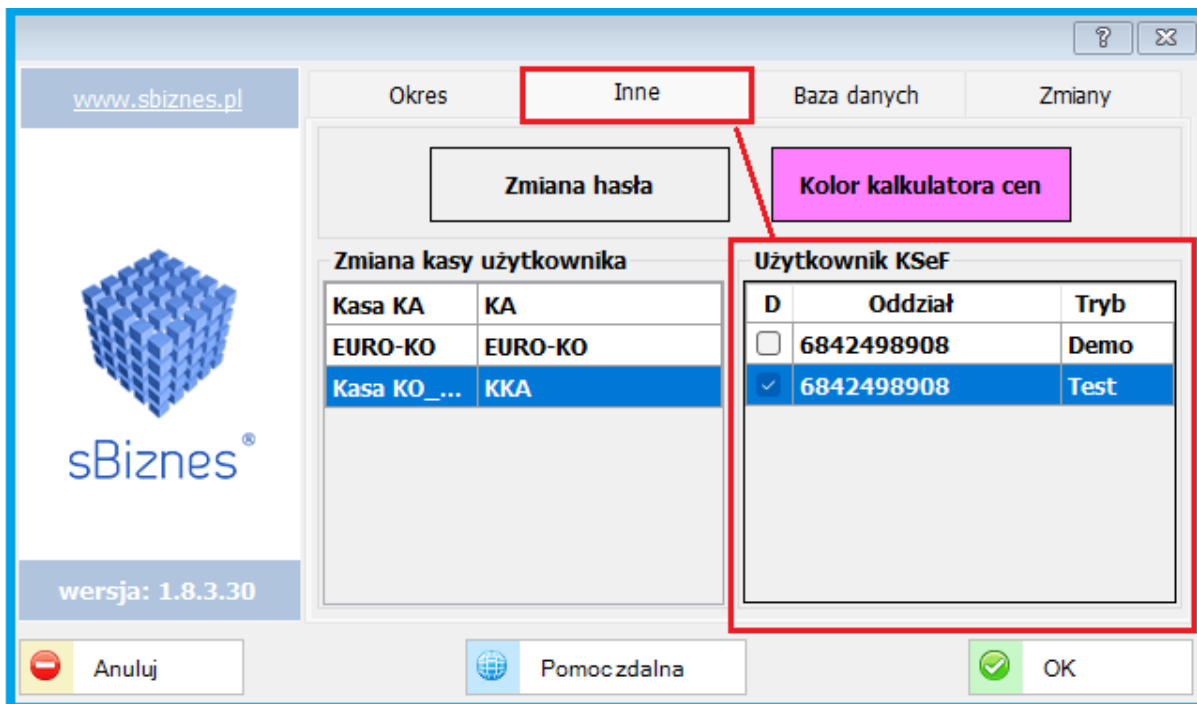 www.sbiznes.pl
Okres Inne Baza danych Zmiany
Zmiana hasła Kolor kalkulatora cen
Zmiana kasy użytkownika
Kasa KA KA
EURO-KO EURO-KO
Kasa KO_... KKA
Użytkownik KSeF
D Oddział Tryb
6842498908 Demo
6842498908 Test
sBiznes®
wersja: 1.8.3.30
Anuluj Pomoc zdalna OK